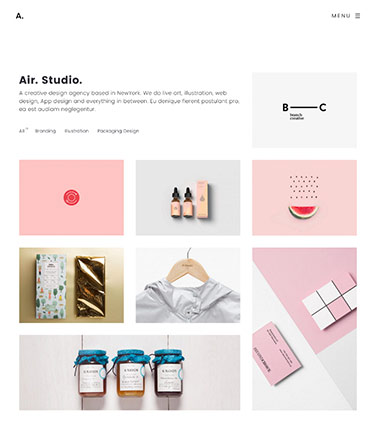 A.
MENU
Air. Studio.
A creative design agency based in NewYork. We do live art, illustration, web
design, App design and everything in between. Eu denique fierent postulant pro.
ea est audiam neglegentur.
All Branding Illustration Packaging Design
B C
bunch
creative